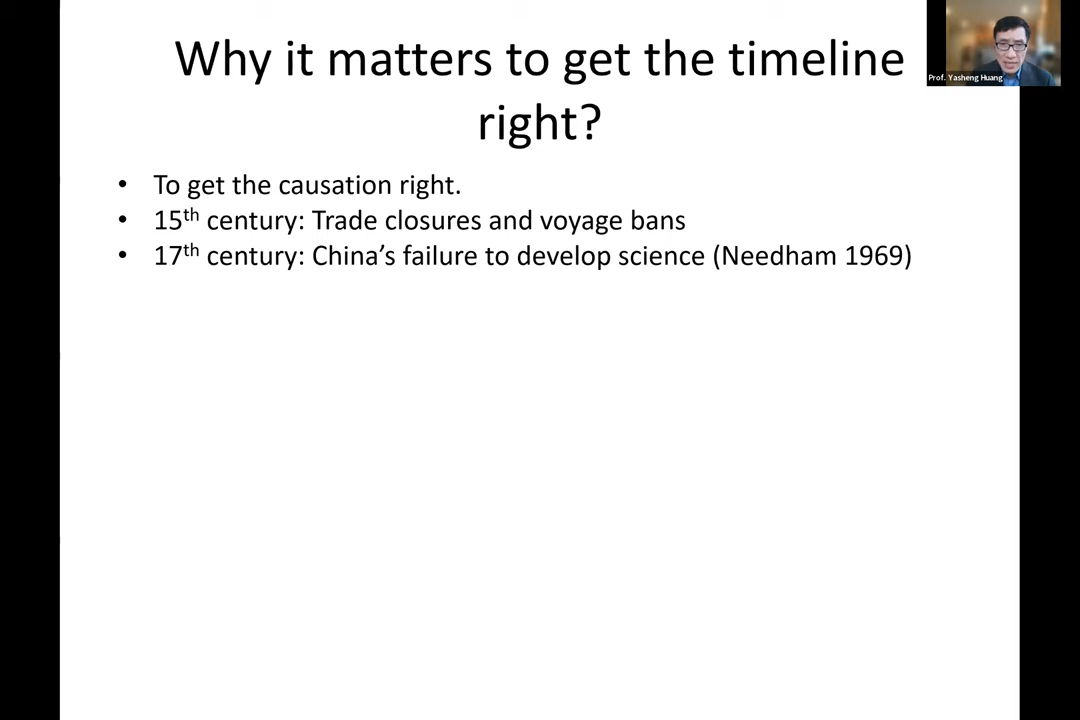 Why it matters to get the timeline
right?
Prof. Yasheng Huang
• To get the causation right.
• 15th century: Trade closures and voyage bans
• 17th century: China’s failure to develop science (Needham 1969)